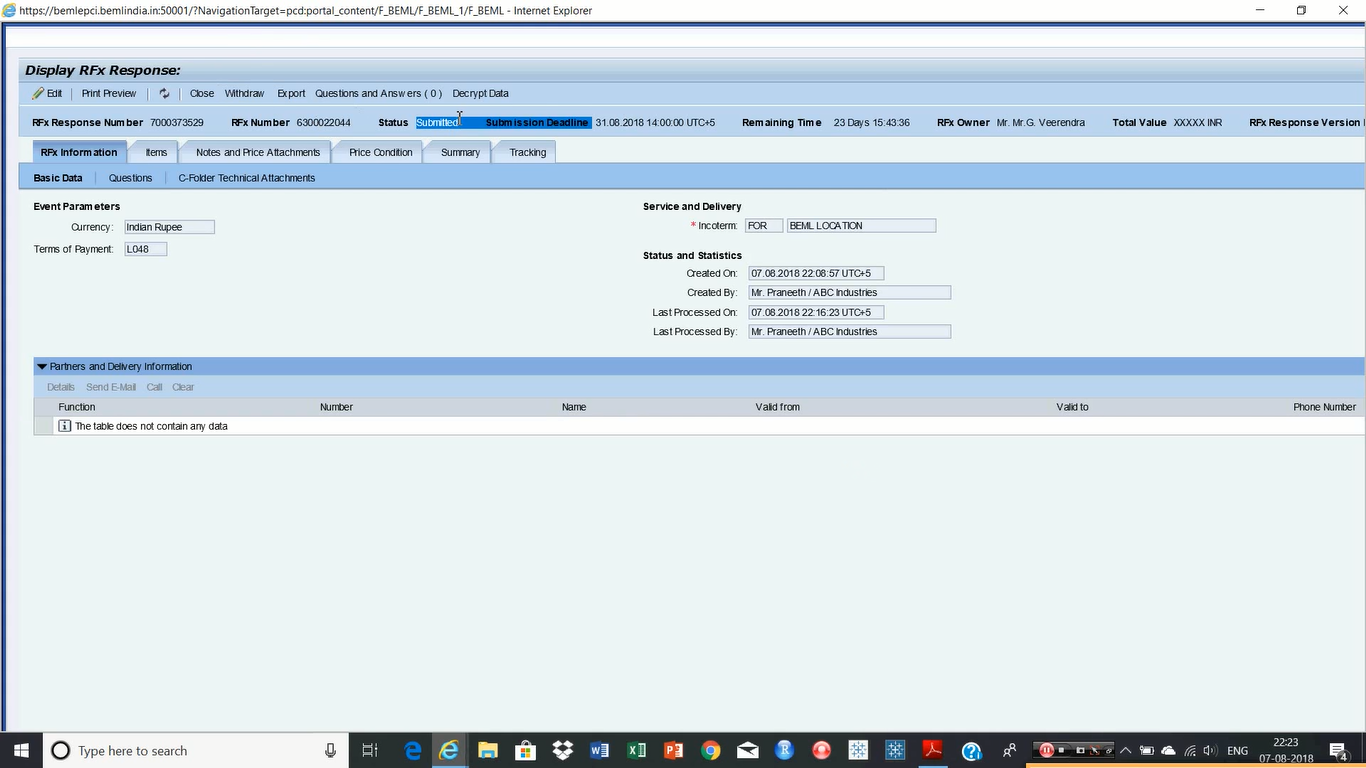 https://bemlepci.bemlindia.in:50001/?NavigationTarget=pcd:portal_content/F_BEML/F_BEML_1/F_BEML - Internet Explorer
Display RFx Response:
Edit Print Preview Close Withdraw Export Questions and Answers ( 0 ) Decrypt Data
RFx Response Number 7000373529 RFx Number 6300022044 Status Submitted Submission Deadline 31.08.2018 14:00:00 UTC+5 Remaining Time 23 Days 15:43:36 RFx Owner Mr. Mr.G. Veerendra Total Value XXXXX INR RFx Response Version
RFx Information Items Notes and Price Attachments Price Condition Summary Tracking
Basic Data Questions C-Folder Technical Attachments
Event Parameters Service and Delivery
Currency: Indian Rupee * Incoterm: FOR BEML LOCATION
Terms of Payment: L048
Status and Statistics
Created On: 07.08.2018 22:08:57 UTC+5
Created By: Mr. Praneeth / ABC Industries
Last Processed On: 07.08.2018 22:16:23 UTC+5
Last Processed By: Mr. Praneeth / ABC Industries
Partners and Delivery Information
Details Send E-Mail Call Clear
Function Number Name Valid from Valid to Phone Number
The table does not contain any data
Type here to search ENG 22:23
07-08-2018 4